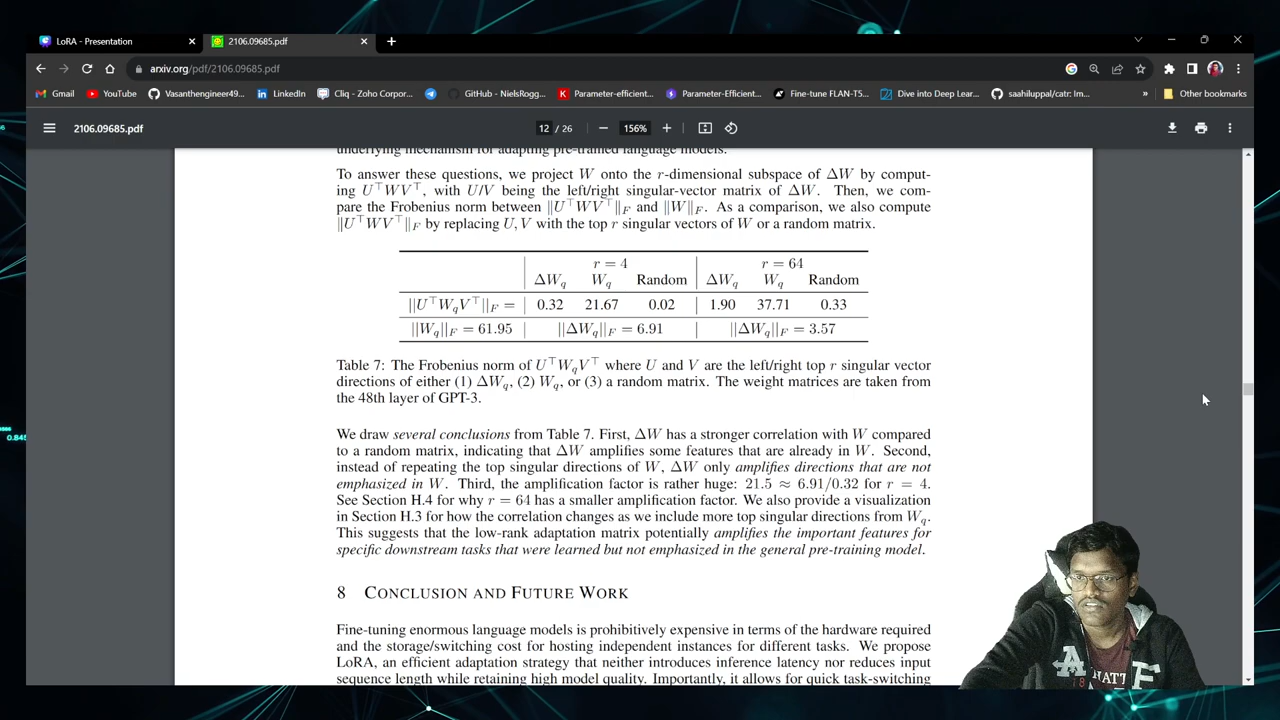 LoRA - Presentation
2106.09685.pdf
arxiv.org/pdf/2106.09685.pdf
Gmail YouTube Vasanthengineer49... LinkedIn Cliq - Zoho Corpor... GitHub - NielsRogg... Parameter-efficient... Parameter-Efficient... Fine-tune FLAN-T5... Dive into Deep Lear... saahiluppal/catr: Im... » Other bookmarks
2106.09685.pdf 12 / 26 156%
underlying mechanism for adapting pre-trained language models.
To answer these questions, we project W onto the r-dimensional subspace of ΔW by comput-
ing U⊤WV⊤, with U/V being the left/right singular-vector matrix of ΔW. Then, we com-
pare the Frobenius norm between ∥U⊤WV⊤∥F and ∥W∥F. As a comparison, we also compute
∥U⊤WV⊤∥F by replacing U, V with the top r singular vectors of W or a random matrix.
r = 4 r = 64
ΔWq Wq Random ΔWq Wq Random
||U⊤WqV⊤||F = 0.32 21.67 0.02 1.90 37.71 0.33
||Wq||F = 61.95 ||ΔWq||F = 6.91 ||ΔWq||F = 3.57
Table 7: The Frobenius norm of U⊤WqV⊤ where U and V are the left/right top r singular vector
directions of either (1) ΔWq, (2) Wq, or (3) a random matrix. The weight matrices are taken from
the 48th layer of GPT-3.
We draw several conclusions from Table 7. First, ΔW has a stronger correlation with W compared
to a random matrix, indicating that ΔW amplifies some features that are already in W. Second,
instead of repeating the top singular directions of W, ΔW only amplifies directions that are not
emphasized in W. Third, the amplification factor is rather huge: 21.5 ≈ 6.91/0.32 for r = 4.
See Section H.4 for why r = 64 has a smaller amplification factor. We also provide a visualization
in Section H.3 for how the correlation changes as we include more top singular directions from Wq.
This suggests that the low-rank adaptation matrix potentially amplifies the important features for
specific downstream tasks that were learned but not emphasized in the general pre-training model.
8 CONCLUSION AND FUTURE WORK
Fine-tuning enormous language models is prohibitively expensive in terms of the hardware required
and the storage/switching cost for hosting independent instances for different tasks. We propose
LoRA, an efficient adaptation strategy that neither introduces inference latency nor reduces input
sequence length while retaining high model quality. Importantly, it allows for quick task-switching